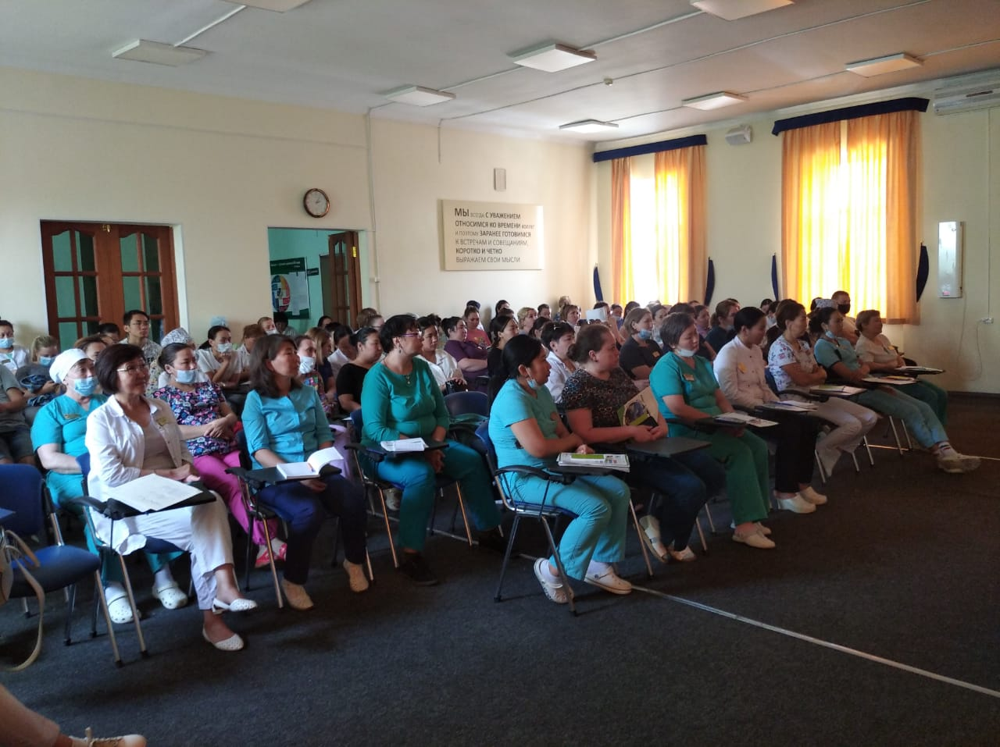 МЫ ВСЕГДА С УВАЖЕНИЕМ
ОТНОСИМСЯ КО ВРЕМЕНИ КОЛЛЕГ
И ПОЭТОМУ ЗАРАНЕЕ ГОТОВИМСЯ
К ВСТРЕЧАМ И СОВЕЩАНИЯМ,
КОРОТКО И ЧЕТКО
ВЫРАЖАЕМ СВОИ МЫСЛИ